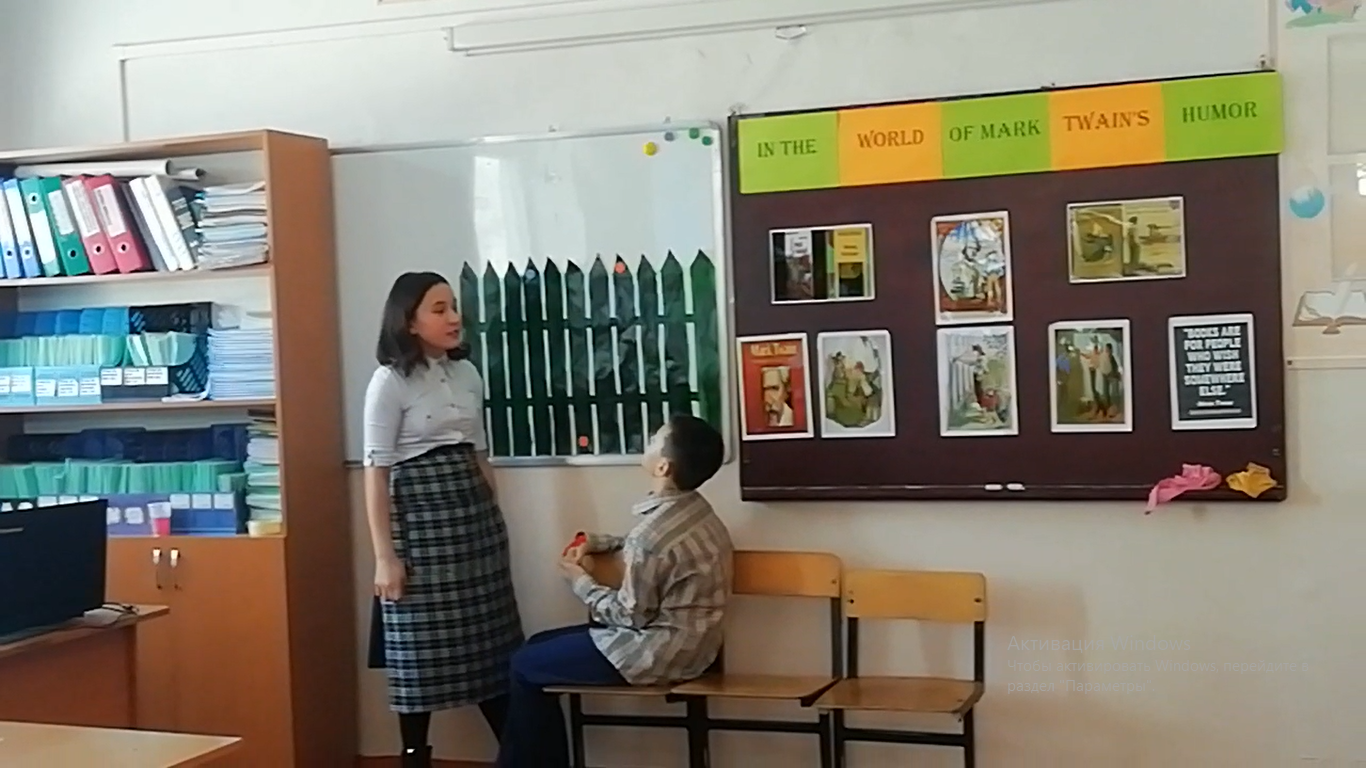 IN THE WORLD OF MARK TWAIN'S HUMOR
Mark Twain
"BOOKS ARE
FOR PEOPLE
WHO WISH
THEY WERE
SOMEWHERE
ELSE."
Активация Windows
Чтобы активировать Windows, перейдите в
раздел "Параметры".